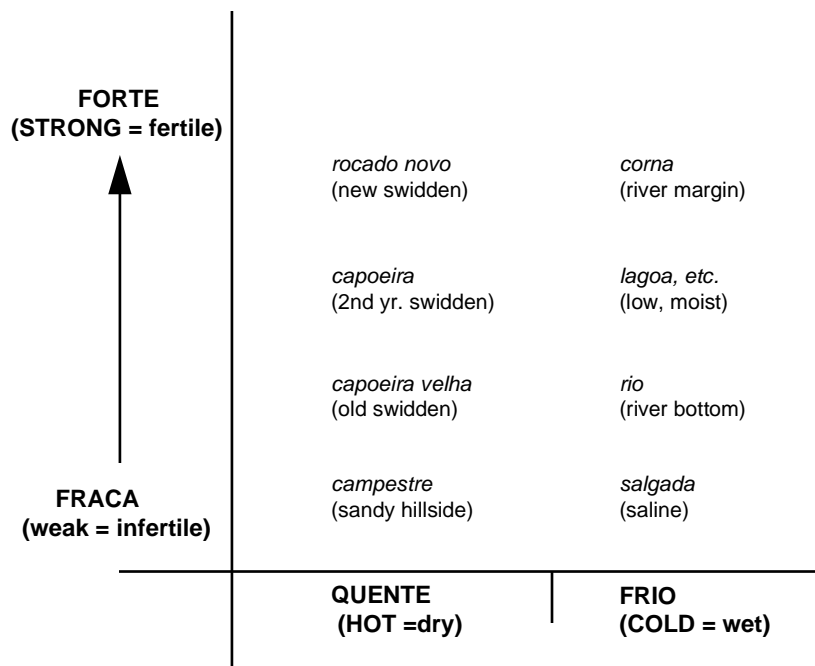 FORTE
(STRONG = fertile)
rocado novo
(new swidden)
corna
(river margin)
capoeira
(2nd yr. swidden)
lagoa, etc.
(low, moist)
capoeira velha
(old swidden)
rio
(river bottom)
FRACA
(weak = infertile)
campestre
(sandy hillside)
salgada
(saline)
QUENTE
(HOT =dry)
FRIO
(COLD = wet)